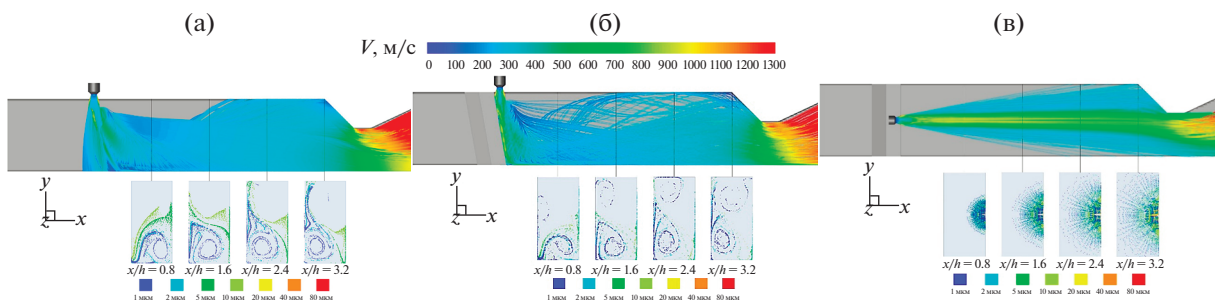 (а)
(б)
(в)
V, м/с
0 100 200 300 400 500 600 700 800 900 1000 1100 1200 1300
y
z
x
x/h = 0.8 x/h = 1.6 x/h = 2.4 x/h = 3.2
1 мкм 2 мкм 5 мкм 10 мкм 20 мкм 40 мкм 80 мкм
y
z
x
x/h = 0.8 x/h = 1.6 x/h = 2.4 x/h = 3.2
1 мкм 2 мкм 5 мкм 10 мкм 20 мкм 40 мкм 80 мкм
y
z
x
x/h = 0.8 x/h = 1.6 x/h = 2.4 x/h = 3.2
1 мкм 2 мкм 5 мкм 10 мкм 20 мкм 40 мкм 80 мкм